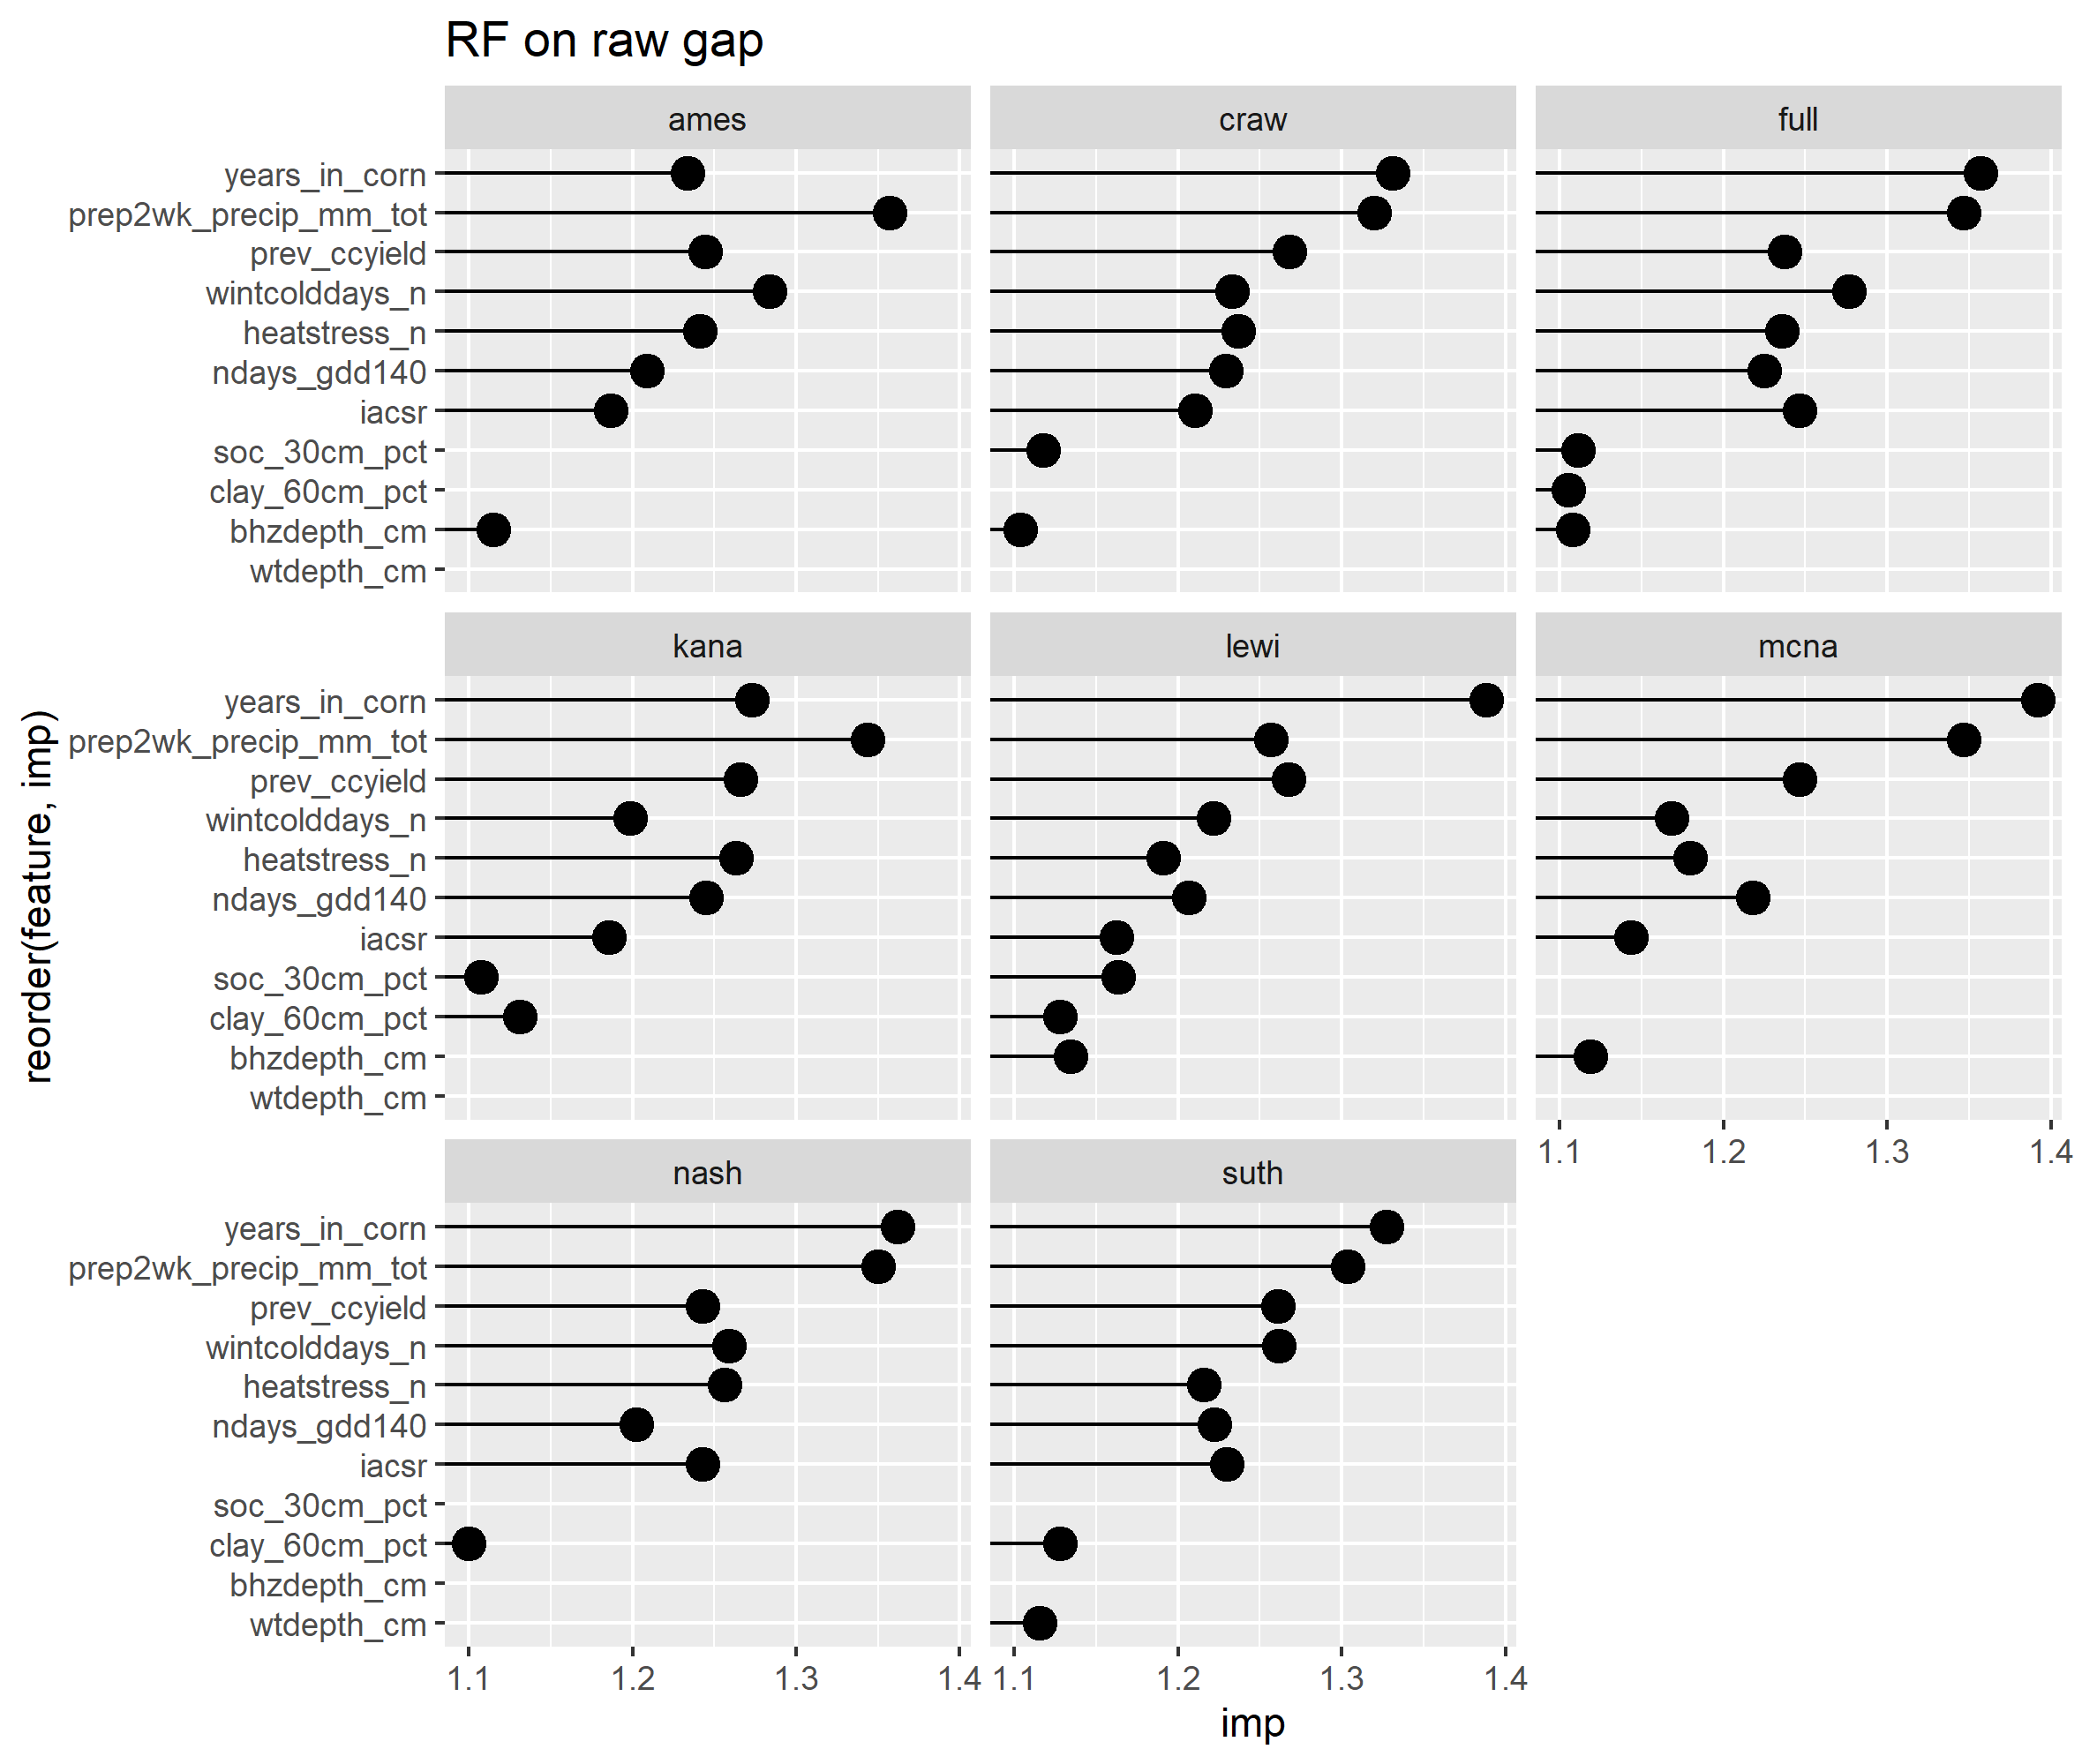 RF on raw gap
ames craw full
years_in_corn
prep2wk_precip_mm_tot
prev_ccyield
wintcolddays_n
heatstress_n
ndays_gdd140
iacsr
soc_30cm_pct
clay_60cm_pct
bhzdepth_cm
wtdepth_cm
kana lewi mcna
years_in_corn
prep2wk_precip_mm_tot
prev_ccyield
wintcolddays_n
heatstress_n
ndays_gdd140
iacsr
soc_30cm_pct
clay_60cm_pct
bhzdepth_cm
wtdepth_cm
reorder(feature, imp)
1.1 1.2 1.3 1.4
nash suth
years_in_corn
prep2wk_precip_mm_tot
prev_ccyield
wintcolddays_n
heatstress_n
ndays_gdd140
iacsr
soc_30cm_pct
clay_60cm_pct
bhzdepth_cm
wtdepth_cm
1.1 1.2 1.3 1.4 1.1 1.2 1.3 1.4
imp